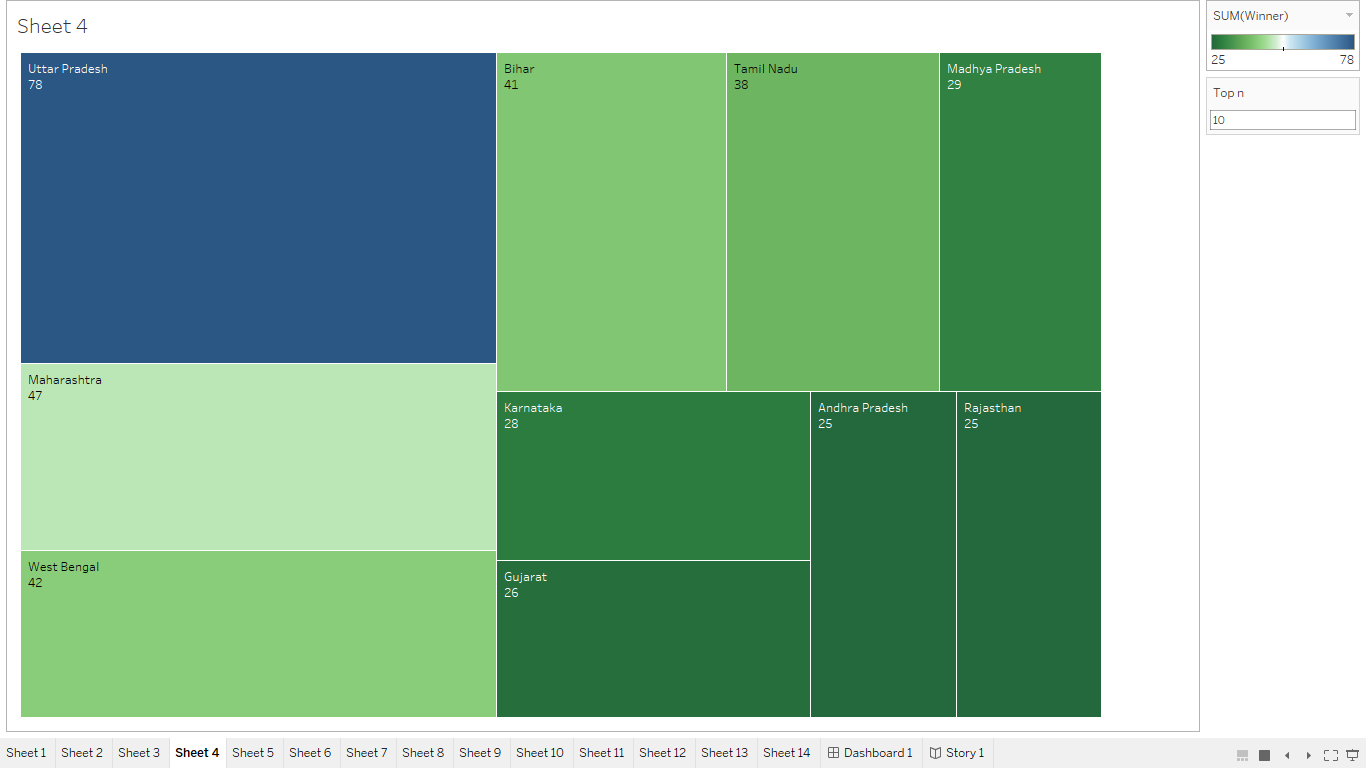 Sheet 4
Uttar Pradesh
78
Bihar
41
Tamil Nadu
38
Madhya Pradesh
29
Maharashtra
47
Karnataka
28
Andhra Pradesh
25
Rajasthan
25
West Bengal
42
Gujarat
26
SUM(Winner)
25 78
Top n
10
Sheet 1 Sheet 2 Sheet 3 Sheet 4 Sheet 5 Sheet 6 Sheet 7 Sheet 8 Sheet 9 Sheet 10 Sheet 11 Sheet 12 Sheet 13 Sheet 14 Dashboard 1 Story 1